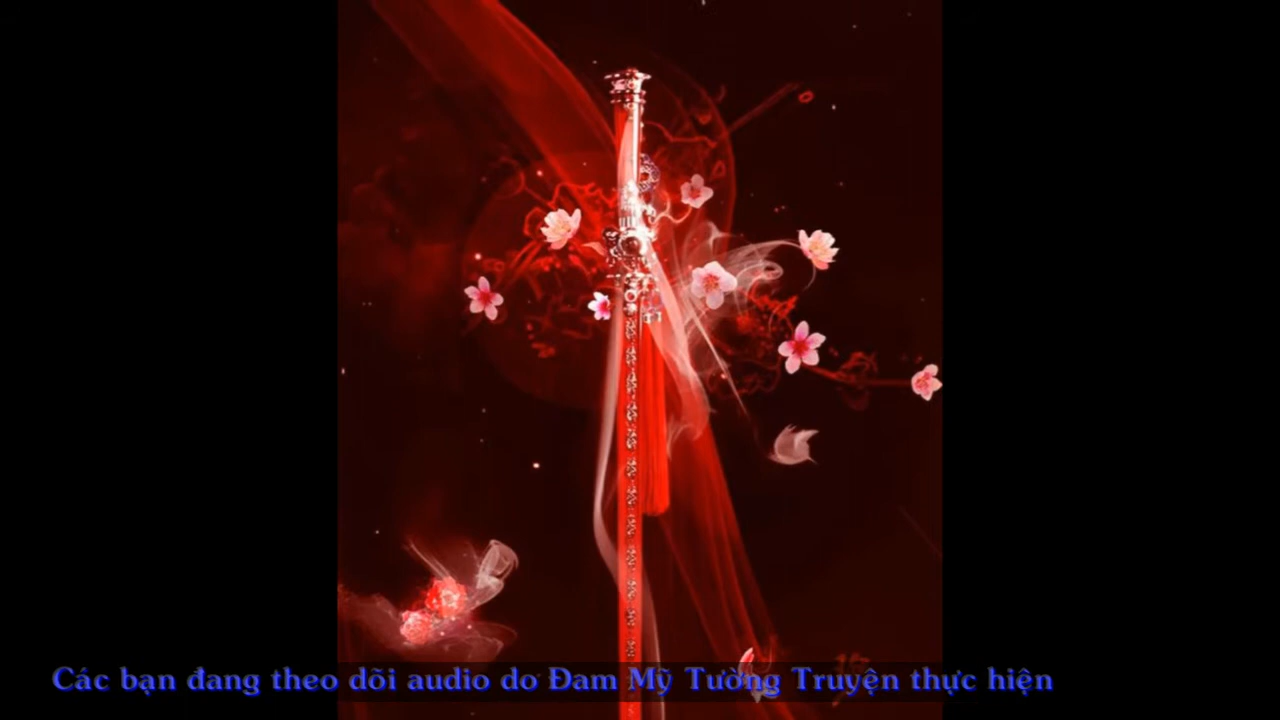 Các bạn đang theo dõi audio do Đam Mỹ Tường Truyện thực hiện